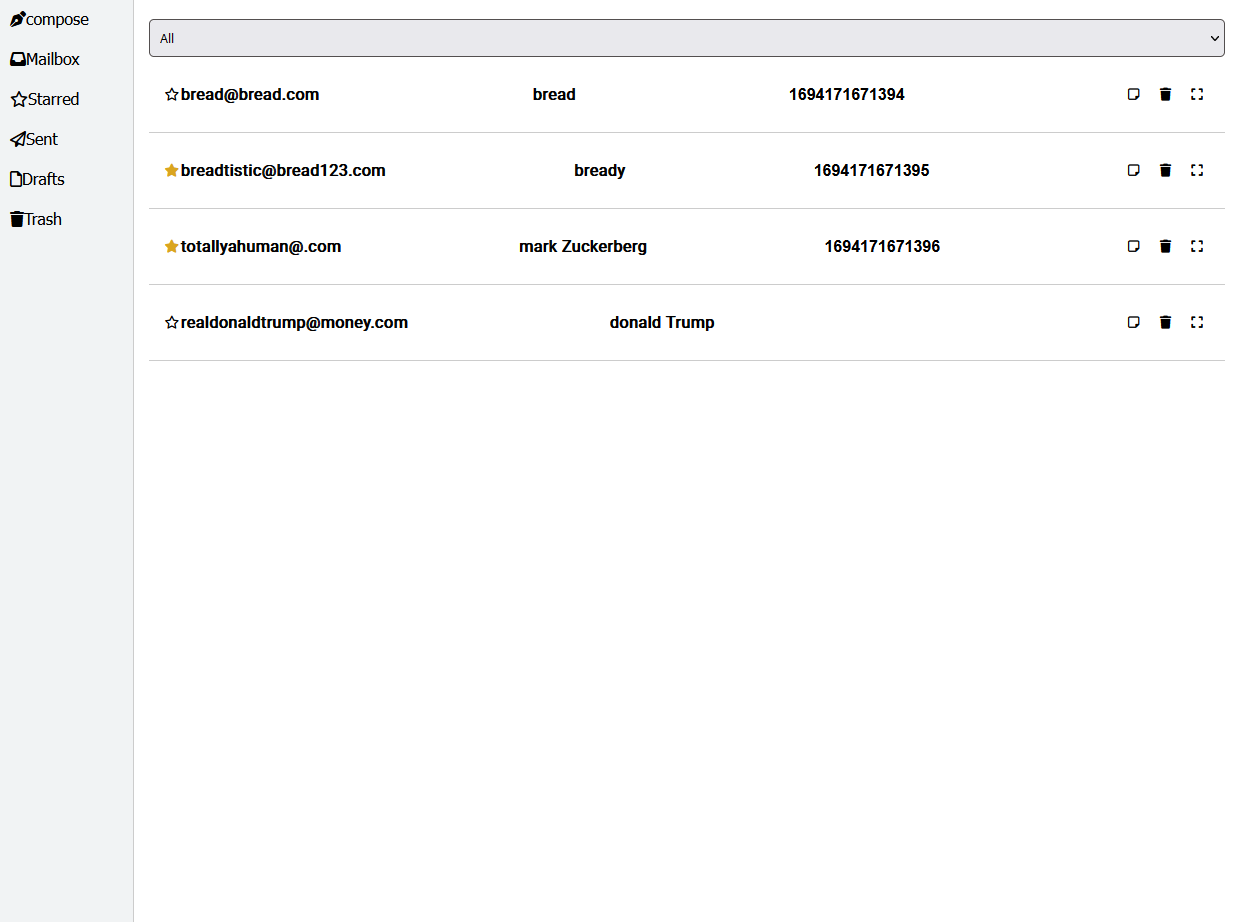 compose
Mailbox
Starred
Sent
Drafts
Trash
All
bread@bread.com bread 1694171671394
breadtistic@bread123.com bready 1694171671395
totallyahuman@.com mark Zuckerberg 1694171671396
realdonaldtrump@money.com donald Trump